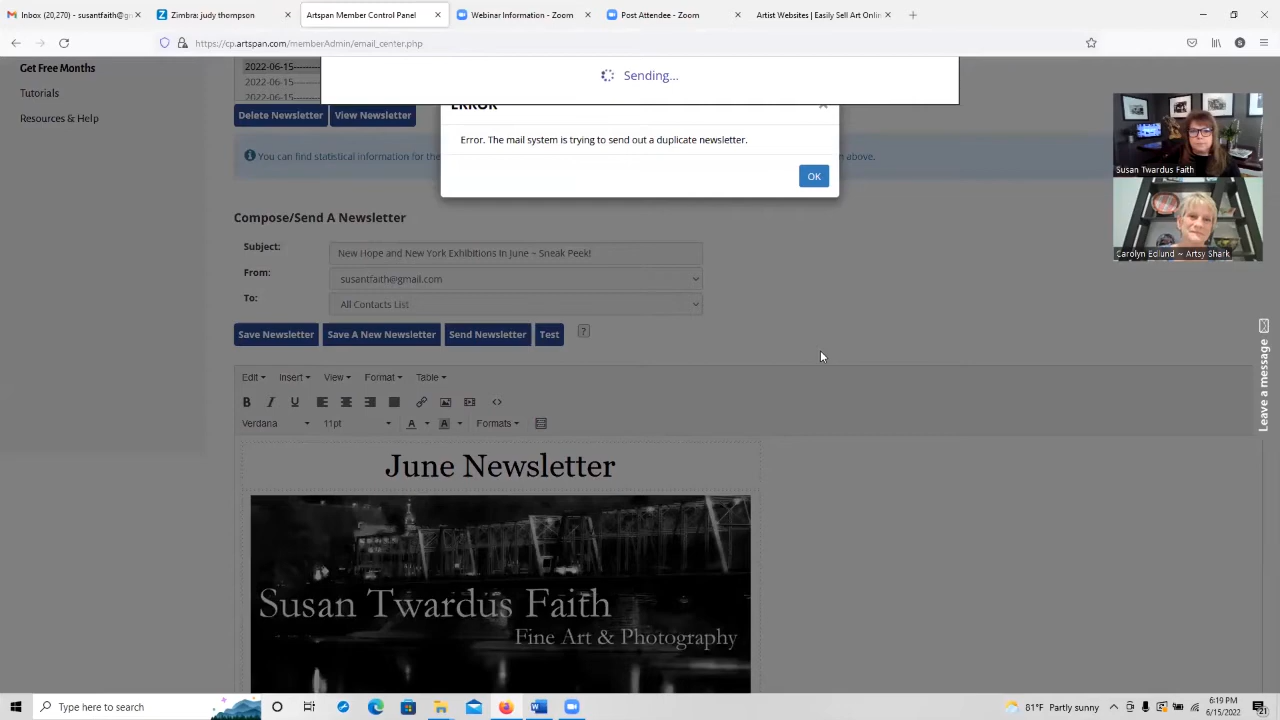 Inbox (20,270) - susantfaith@gm
Zimbra: judy thompson
Artspan Member Control Panel
Webinar Information - Zoom
Post Attendee - Zoom
Artist Websites | Easily Sell Art Onlin
https://cp.artspan.com/memberAdmin/email_center.php
Get Free Months
Tutorials
Resources & Help
2022-06-15
2022-06-15
2022-06-15
Sending...
ERROR
Delete Newsletter
View Newsletter
Error. The mail system is trying to send out a duplicate newsletter.
OK
You can find statistical information for the
n above.
Susan Twardus Faith
Carolyn Edlund ~ Artsy Shark
Compose/Send A Newsletter
Subject:
New Hope and New York Exhibitions in June ~ Sneak Peek!
From:
susantfaith@gmail.com
To:
All Contacts List
Save Newsletter
Save A New Newsletter
Send Newsletter
Test
?
Leave a message
Edit
Insert
View
Format
Table
B
I
U
Verdana
11pt
A
A
Formats
June Newsletter
Susan Twardus Faith
Fine Art & Photography
Type here to search
81°F Partly sunny
6:19 PM
6/15/2022